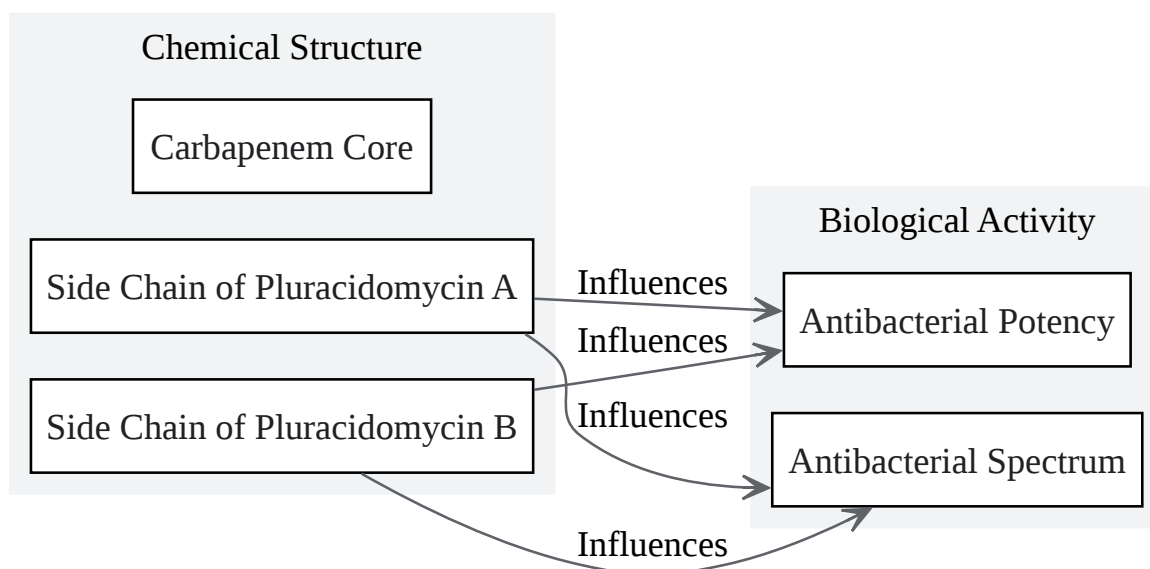 Chemical Structure
Carbapenem Core
Side Chain of Pluracidomycin A
Side Chain of Pluracidomycin B
Influences
Influences
Influences
Influences
Biological Activity
Antibacterial Potency
Antibacterial Spectrum